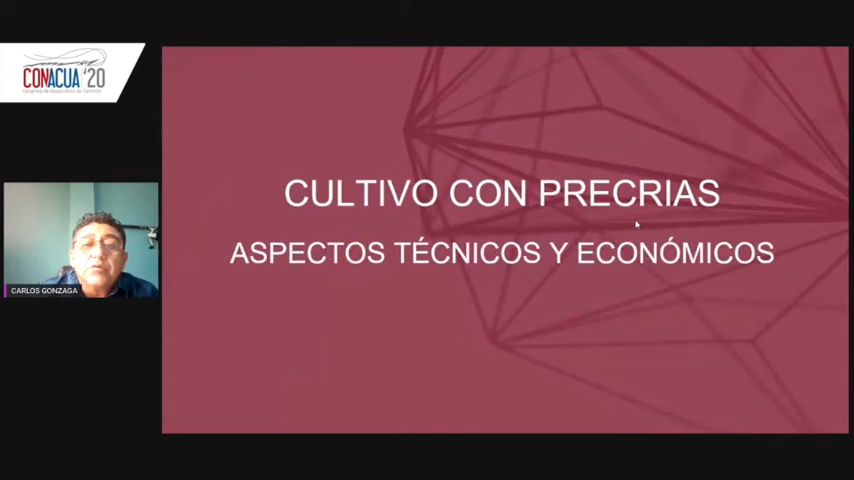 CONACUA '20
CULTIVO CON PRECRIAS
ASPECTOS TÉCNICOS Y ECONÓMICOS
CARLOS GONZAGA